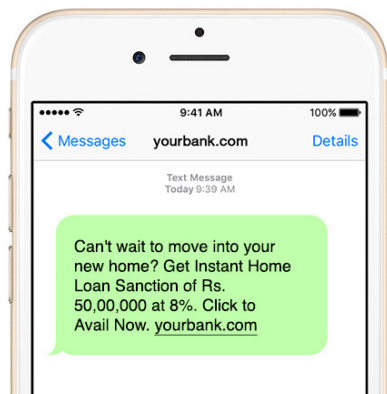 9:41 AM
100%
Messages
yourbank.com
Details
Text Message
Today 9:39 AM
Can't wait to move into your
new home? Get Instant Home
Loan Sanction of Rs.
50,00,000 at 8%. Click to
Avail Now. yourbank.com